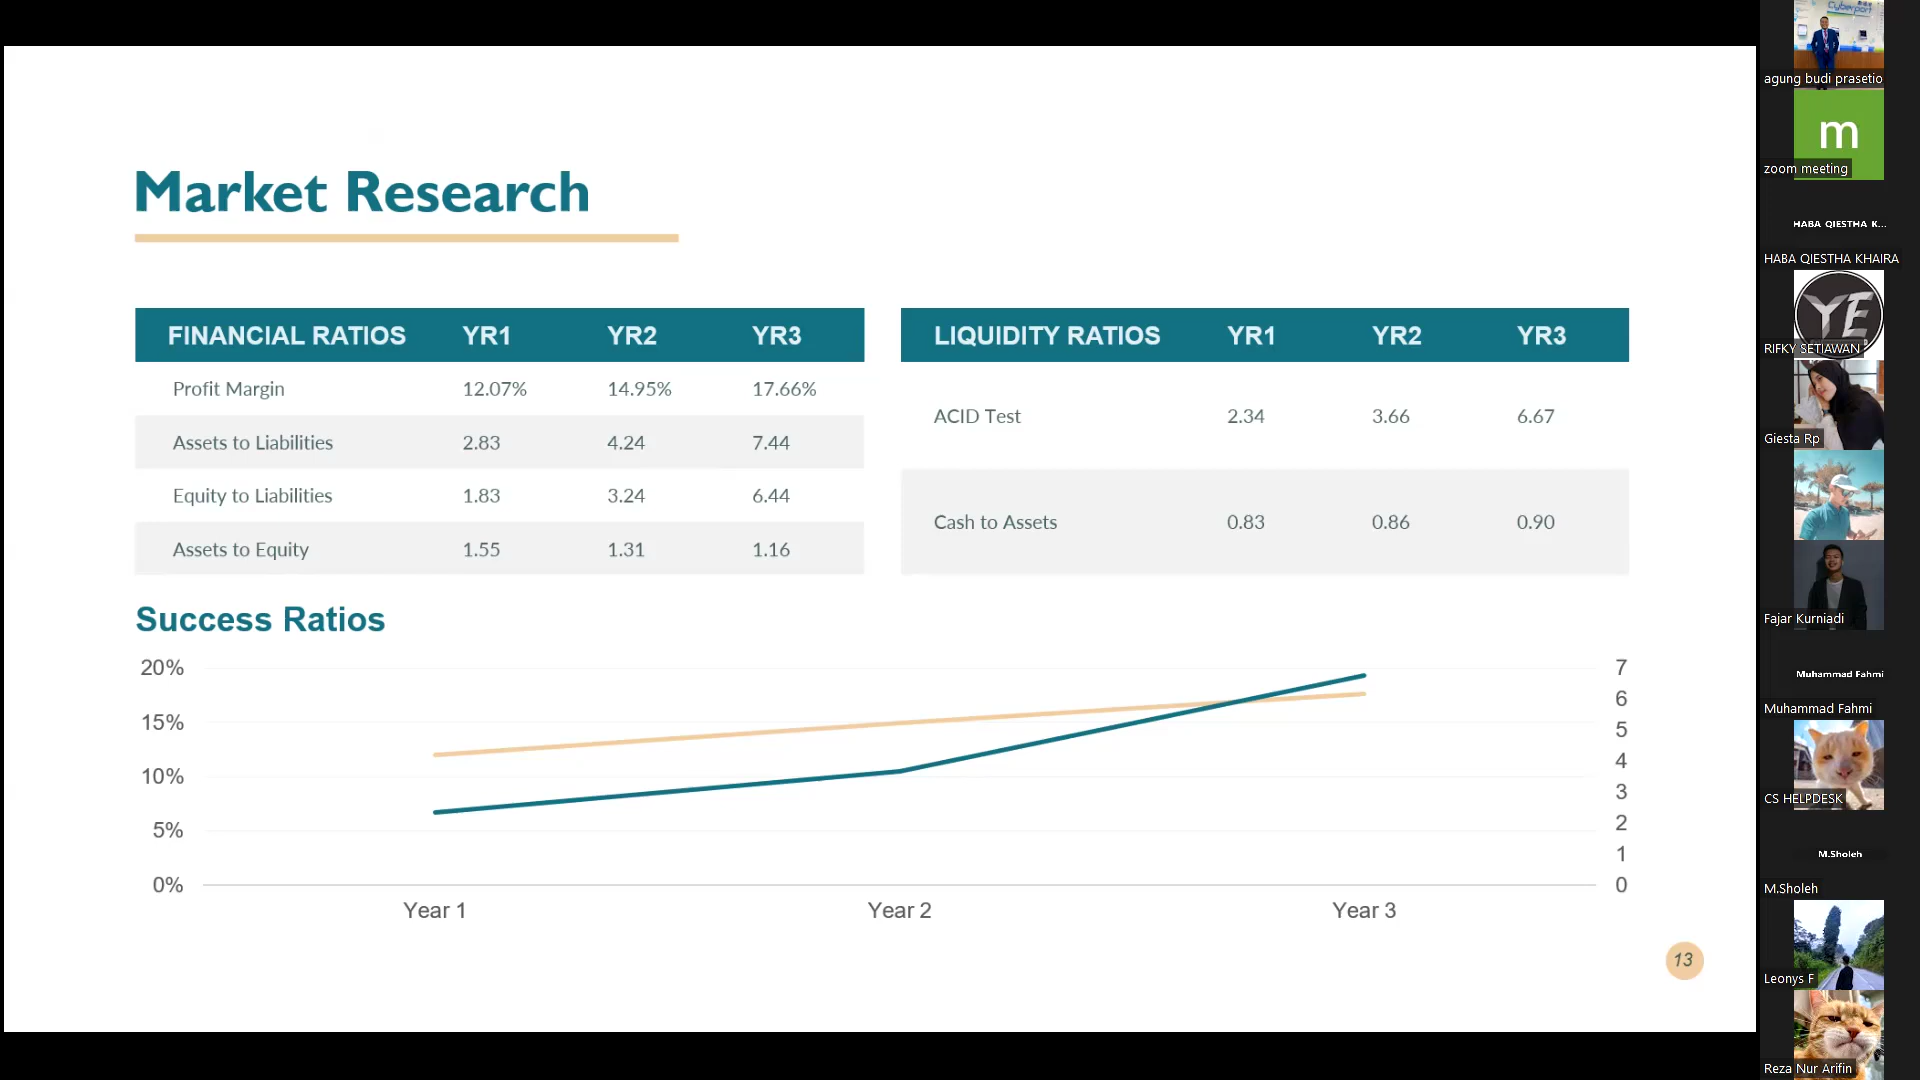 Market Research
FINANCIAL RATIOS YR1 YR2 YR3
Profit Margin 12.07% 14.95% 17.66%
Assets to Liabilities 2.83 4.24 7.44
Equity to Liabilities 1.83 3.24 6.44
Assets to Equity 1.55 1.31 1.16
LIQUIDITY RATIOS YR1 YR2 YR3
ACID Test 2.34 3.66 6.67
Cash to Assets 0.83 0.86 0.90
Success Ratios
20%
15%
10%
5%
0%
7
6
5
4
3
2
1
0
Year 1 Year 2 Year 3
13
Cyberport
agung budi prasetio
m
zoom meeting
HABA QIESTHA K...
HABA QIESTHA KHAIRA
YE
RIFKY SETIAWAN
Giesta Rp
Fajar Kurniadi
Muhammad Fahmi
Muhammad Fahmi
CS HELPDESK
M.Sholeh
M.Sholeh
Leonys F
Reza Nur Arifin